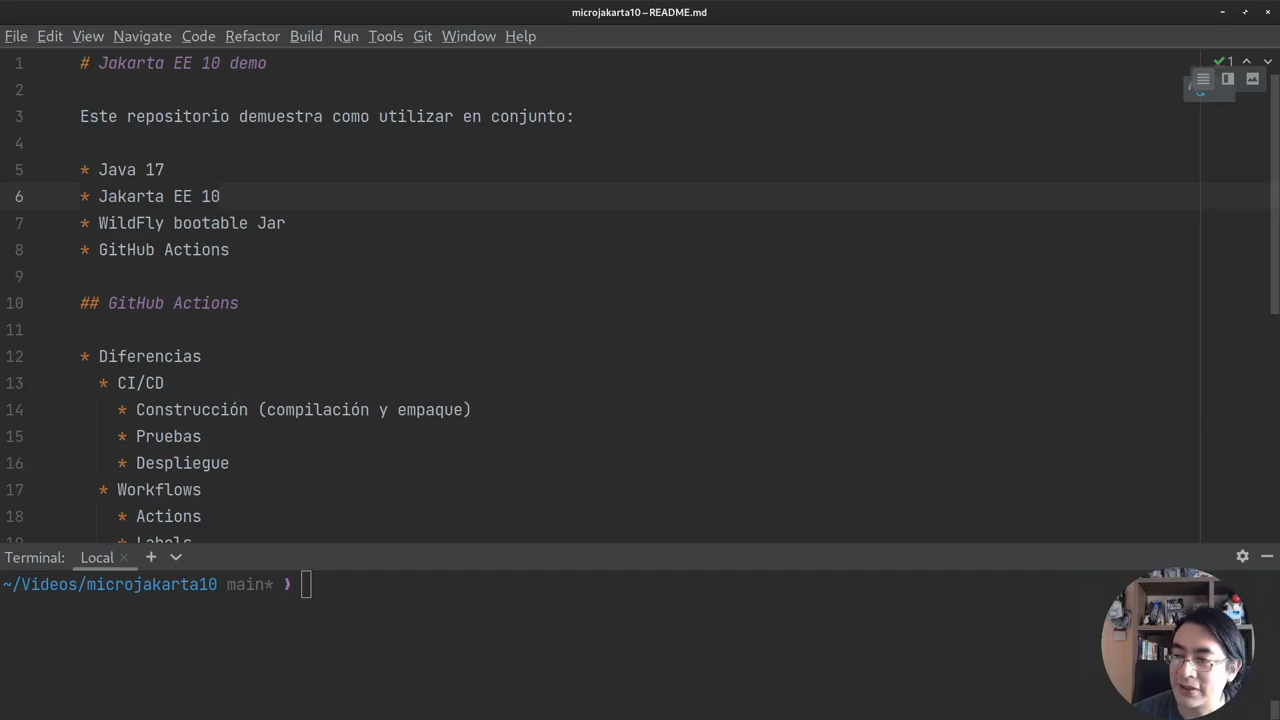 microjakarta10 – README.md
File Edit View Navigate Code Refactor Build Run Tools Git Window Help
1 # Jakarta EE 10 demo
1
2
3 Este repositorio demuestra como utilizar en conjunto:
4
5 * Java 17
6 * Jakarta EE 10
7 * WildFly bootable Jar
8 * GitHub Actions
9
10 ## GitHub Actions
11
12 * Diferencias
13 * CI/CD
14 * Construcción (compilación y empaque)
15 * Pruebas
16 * Despliegue
17 * Workflows
18 * Actions
19 * Labels
Terminal: Local
~/Videos/microjakarta10 main* ❯